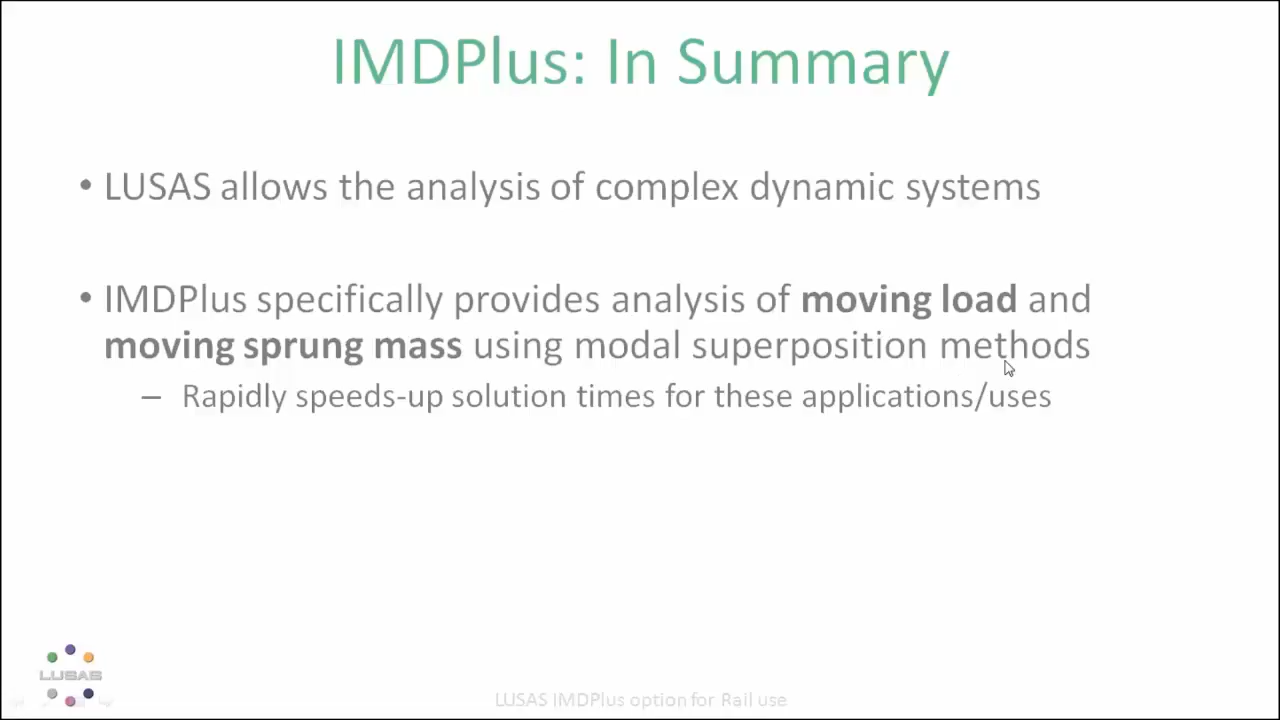 IMDPlus: In Summary
• LUSAS allows the analysis of complex dynamic systems
• IMDPlus specifically provides analysis of moving load and
moving sprung mass using modal superposition methods
– Rapidly speeds-up solution times for these applications/uses
LUSAS
LUSAS IMDPlus option for Rail use